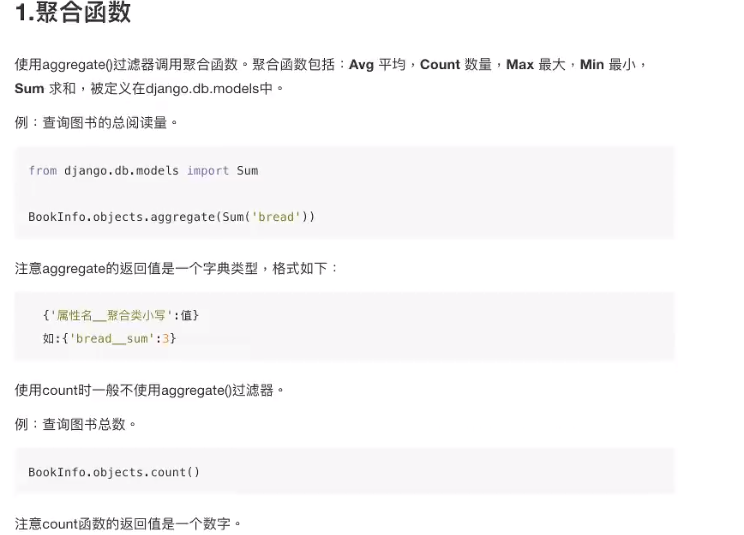 1.聚合函数
使用aggregate()过滤器调用聚合函数。聚合函数包括：Avg 平均，Count 数量，Max 最大，Min 最小，
Sum 求和，被定义在django.db.models中。
例：查询图书的总阅读量。
from django.db.models import Sum
BookInfo.objects.aggregate(Sum('bread'))
注意aggregate的返回值是一个字典类型，格式如下：
{'属性名__聚合类小写':值}
如:{'bread__sum':3}
使用count时一般不使用aggregate()过滤器。
例：查询图书总数。
BookInfo.objects.count()
注意count函数的返回值是一个数字。